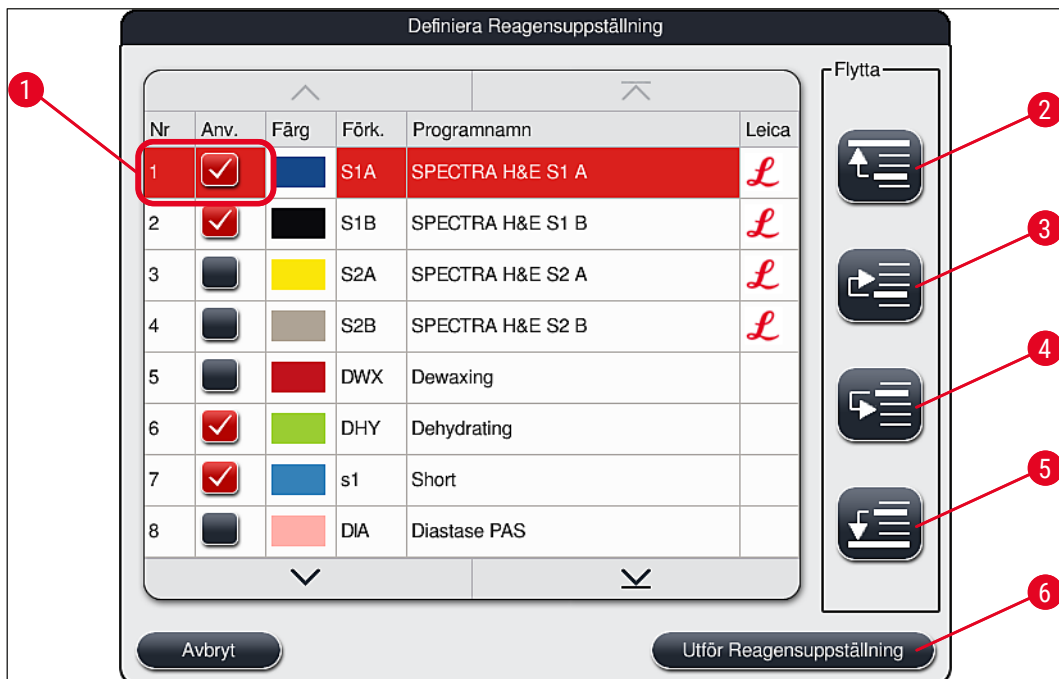 Definiera Reagensuppställning
Flytta
Nr Anv. Färg Förk. Programnamn Leica
1 S1A SPECTRA H&E S1 A L
2 S1B SPECTRA H&E S1 B L
3 S2A SPECTRA H&E S2 A L
4 S2B SPECTRA H&E S2 B L
5 DWX Dewaxing
6 DHY Dehydrating
7 s1 Short
8 DIA Diastase PAS
Avbryt Utför Reagensuppställning
1
2
3
4
5
6